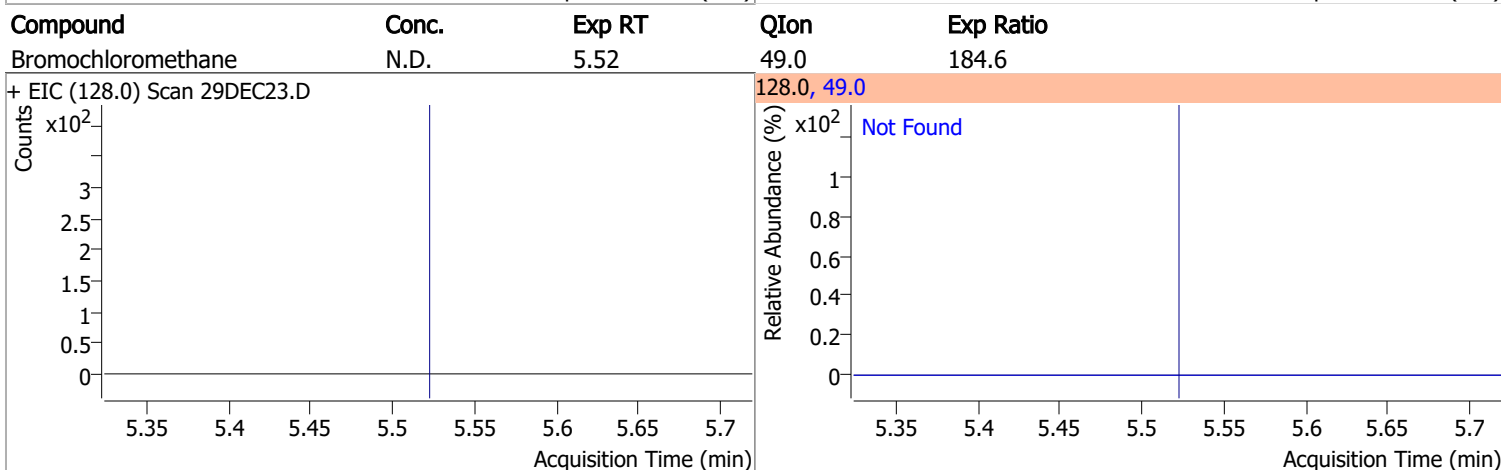 Compound Conc. Exp RT QIon Exp Ratio
Bromochloromethane N.D. 5.52 49.0 184.6
+ EIC (128.0) Scan 29DEC23.D
Counts
x10²
3
2.5
2
1.5
1
0.5
0
5.35 5.4 5.45 5.5 5.55 5.6 5.65 5.7
Acquisition Time (min)
128.0, 49.0
Relative Abundance (%)
x10²
Not Found
1
0.8
0.6
0.4
0.2
0
5.35 5.4 5.45 5.5 5.55 5.6 5.65 5.7
Acquisition Time (min)